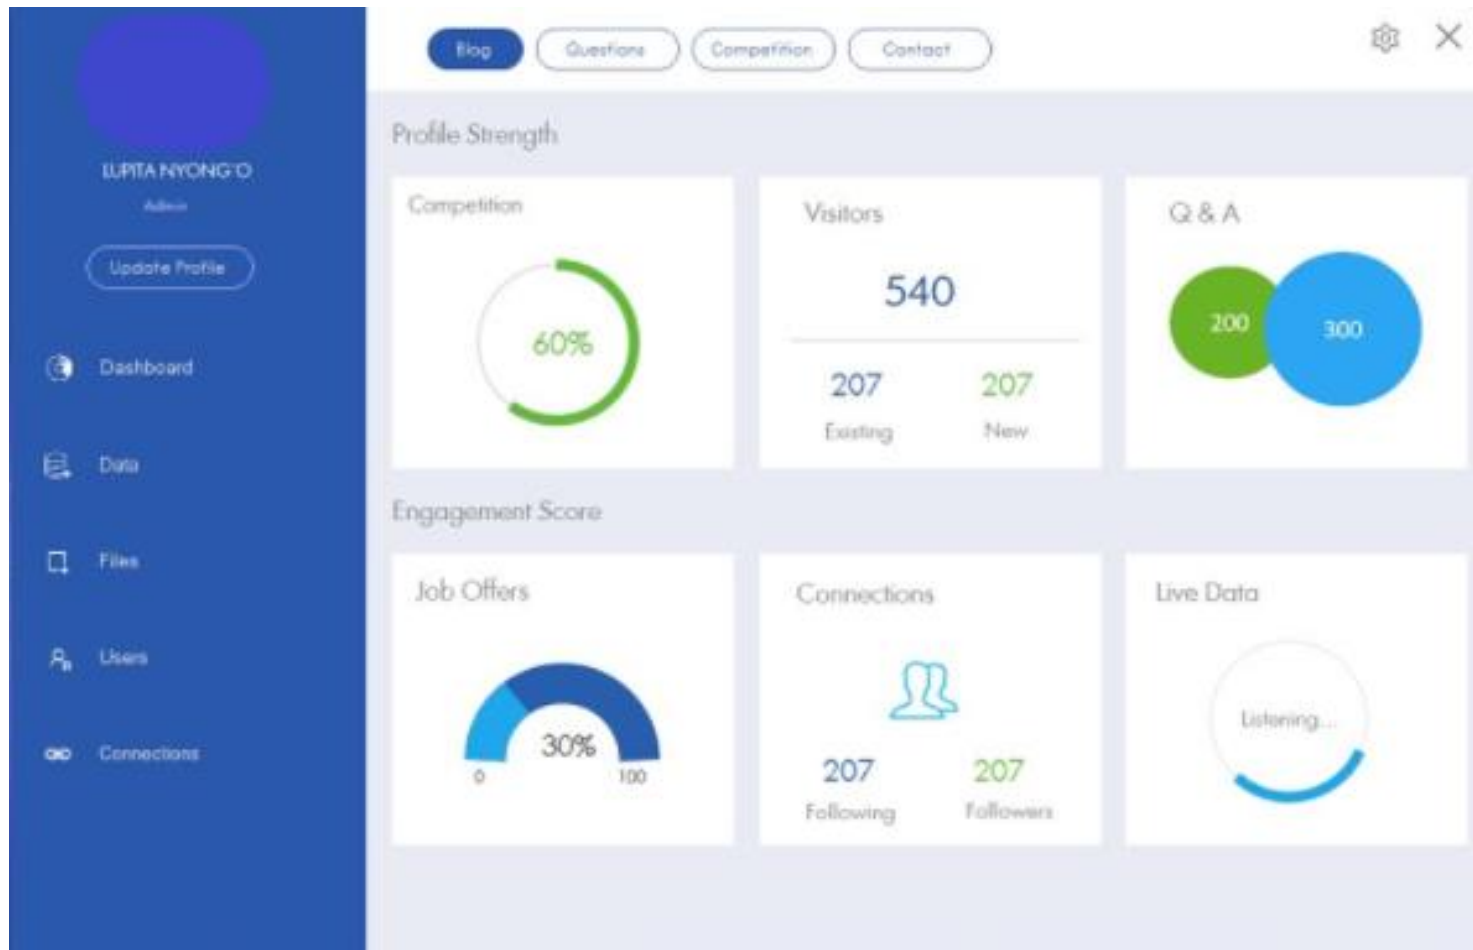 LUPITA NYONG'O
Admin
Update Profile
Dashboard
Data
Files
Users
Connections
Blog
Questions
Competition
Contact
Profile Strength
Competition
60%
Visitors
540
207
207
Existing
New
Q & A
200
300
Engagement Score
Job Offers
30%
0
100
Connections
207
207
Following
Followers
Live Data
Listening...